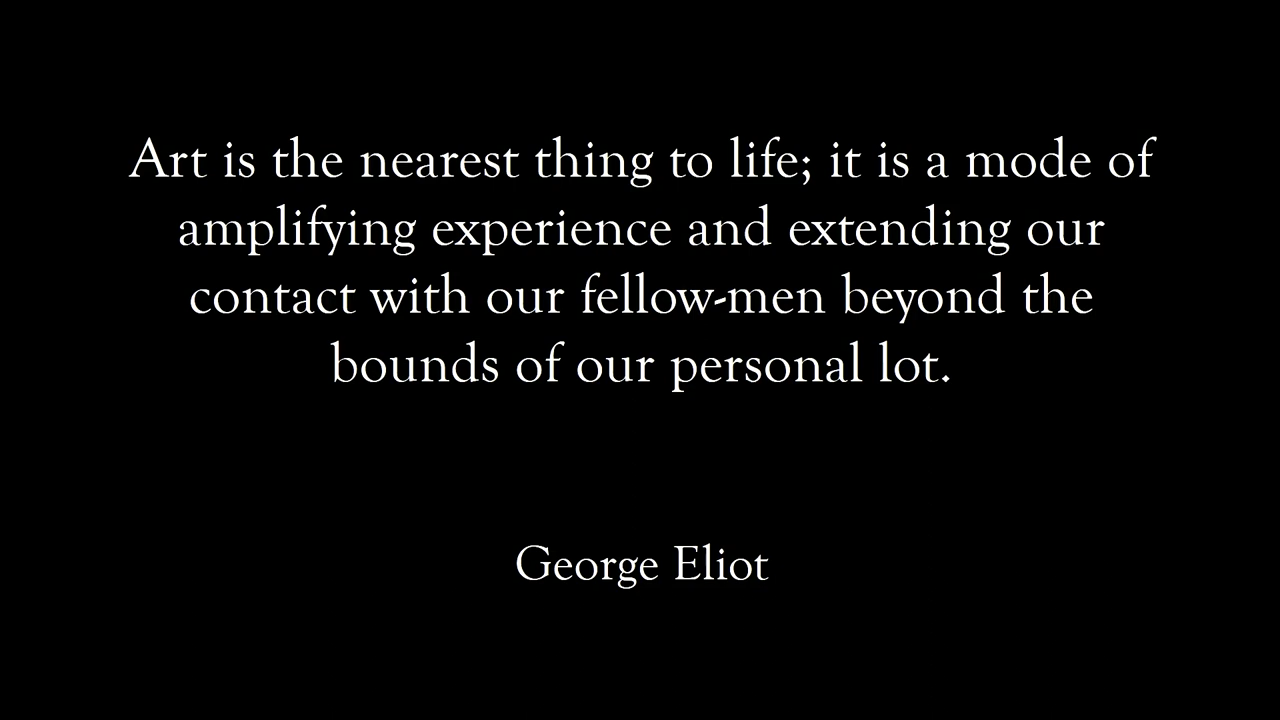 Art is the nearest thing to life; it is a mode of
amplifying experience and extending our
contact with our fellow-men beyond the
bounds of our personal lot.
George Eliot